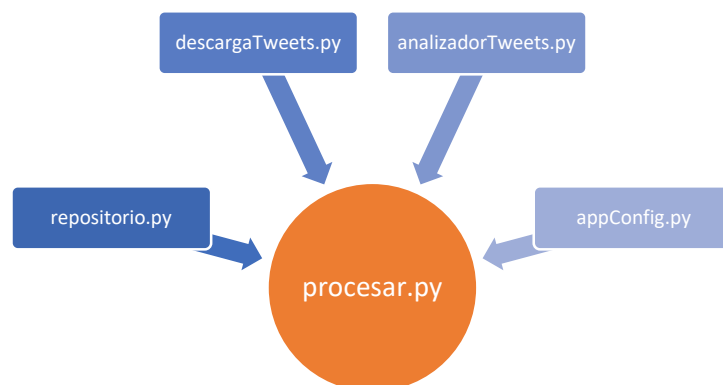 descargaTweets.py
analizadorTweets.py
repositorio.py
appConfig.py
procesar.py